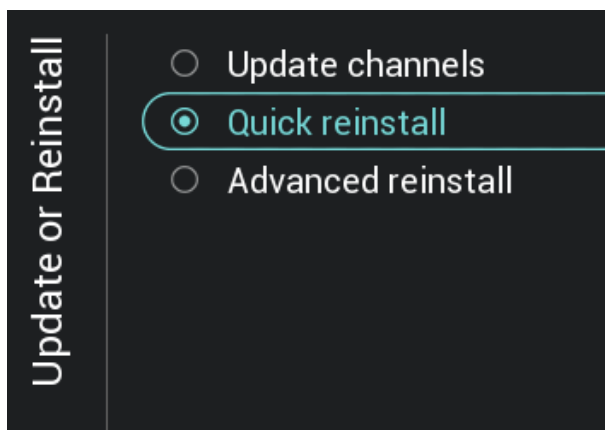 Update or Reinstall
Update channels
Quick reinstall
Advanced reinstall